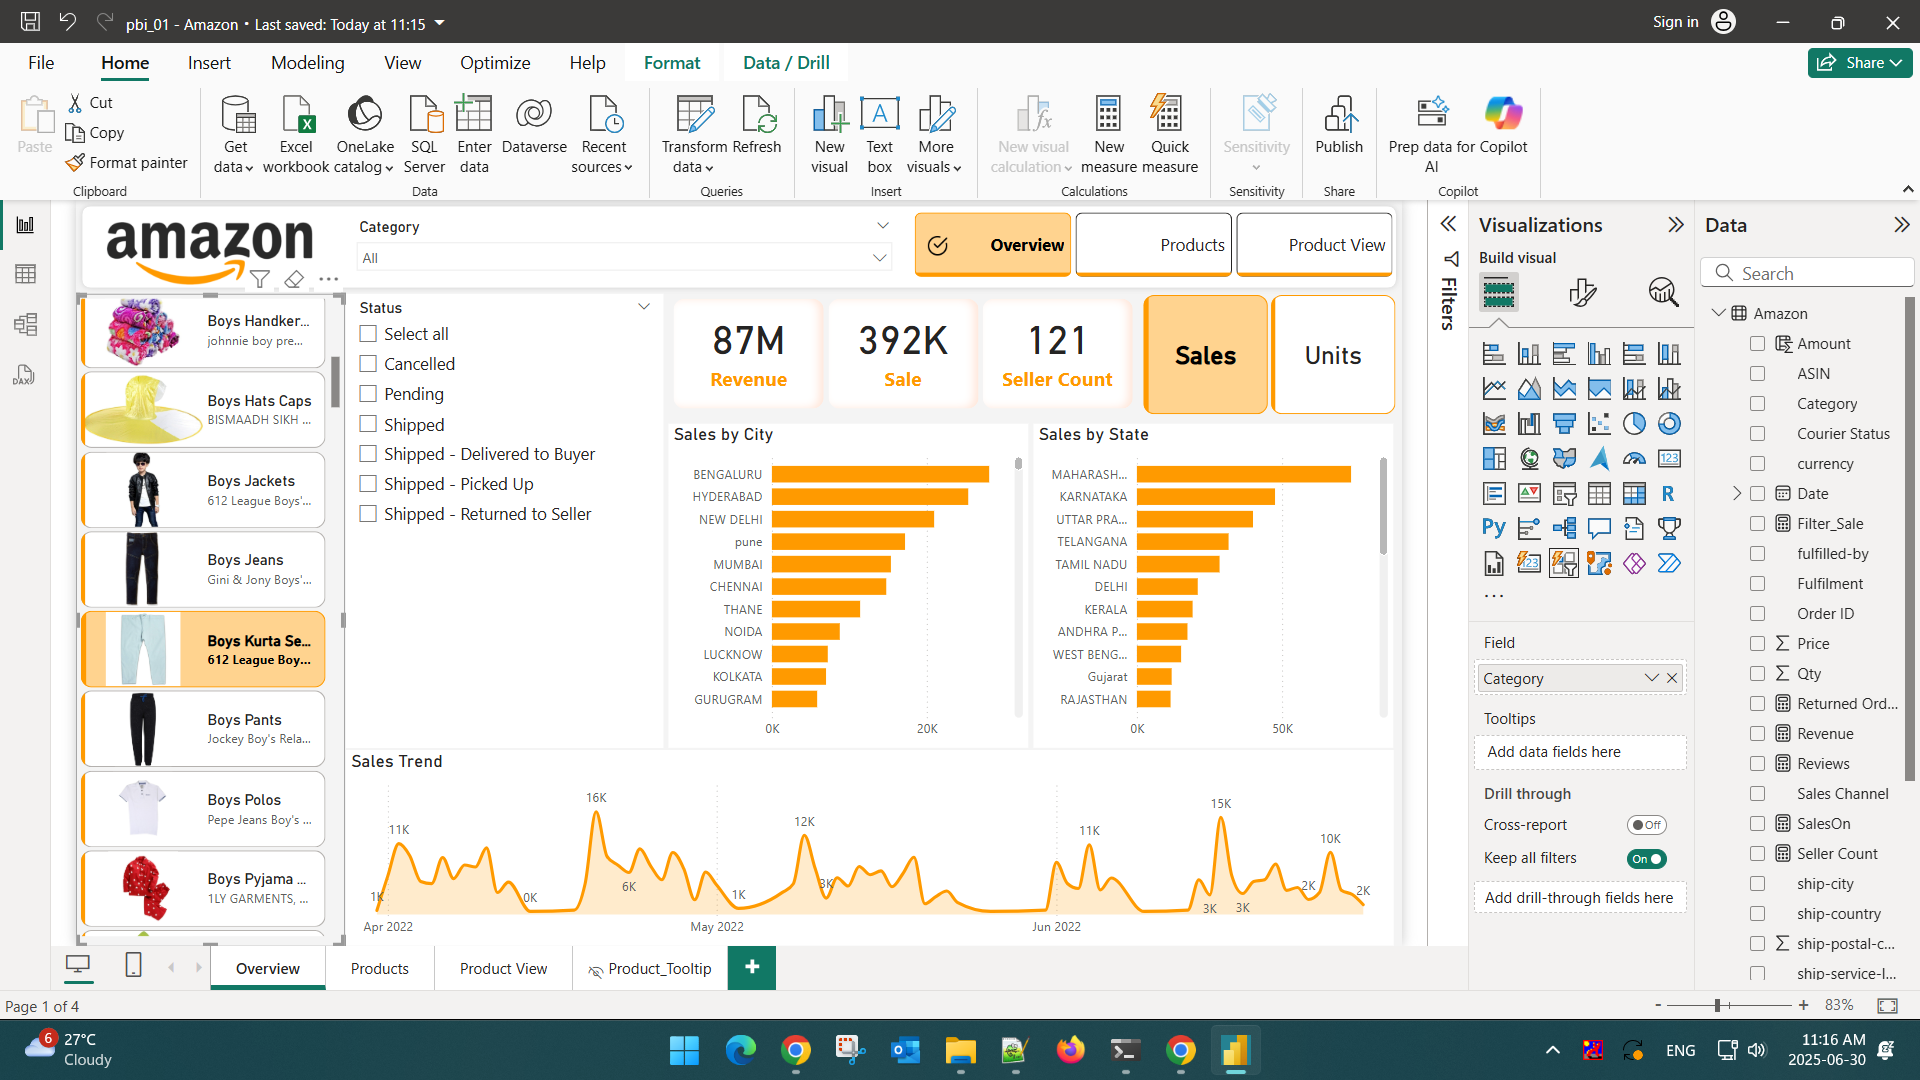 pbi_01 - Amazon • Last saved: Today at 11:15
Sign in
File Home Insert Modeling View Optimize Help Format Data / Drill
Share
Paste
Cut
Copy
Format painter
Clipboard
Get data
Excel workbook
OneLake catalog
SQL Server
Enter data
Dataverse
Recent sources
Data
Transform data
Refresh
Queries
New visual
Text box
More visuals
Insert
New visual calculation
New measure
Quick measure
Calculations
Sensitivity
Sensitivity
Publish
Share
Prep data for AI
Copilot
Copilot
amazon
Category
All
Overview
Products
Product View
Boys Handker...
johnnie boy pre...
Boys Hats Caps
BISMAADH SIKH ...
Boys Jackets
612 League Boys'...
Boys Jeans
Gini & Jony Boys'...
Boys Kurta Se...
612 League Boy...
Boys Pants
Jockey Boy's Rela...
Boys Polos
Pepe Jeans Boy's ...
Boys Pyjama ...
1LY GARMENTS, ...
Status
Select all
Cancelled
Pending
Shipped
Shipped - Delivered to Buyer
Shipped - Picked Up
Shipped - Returned to Seller
87M
Revenue
392K
Sale
121
Seller Count
Sales
Units
Sales by City
BENGALURU
HYDERABAD
NEW DELHI
pune
MUMBAI
CHENNAI
THANE
NOIDA
LUCKNOW
KOLKATA
GURUGRAM
0K 20K
Sales by State
MAHARASH...
KARNATAKA
UTTAR PRA...
TELANGANA
TAMIL NADU
DELHI
KERALA
ANDHRA P...
WEST BENG...
Gujarat
RAJASTHAN
0K 50K
Sales Trend
1K 11K 0K 16K 6K 1K 12K 3K 11K 3K 15K 3K 2K 10K 2K
Apr 2022 May 2022 Jun 2022
Filters
Visualizations
Build visual
123
R
Py
123
...
Field
Category
Tooltips
Add data fields here
Drill through
Cross-report
Off
Keep all filters
On
Add drill-through fields here
Data
Search
Amazon
Amount
ASIN
Category
Courier Status
currency
Date
Filter_Sale
fulfilled-by
Fulfilment
Order ID
Price
Qty
Returned Ord...
Revenue
Reviews
Sales Channel
SalesOn
Seller Count
ship-city
ship-country
ship-postal-c...
ship-service-l...
Overview Products Product View Product_Tooltip +
Page 1 of 4
- + 83%
6
27°C
Cloudy
ENG
11:16 AM
2025-06-30
DAX